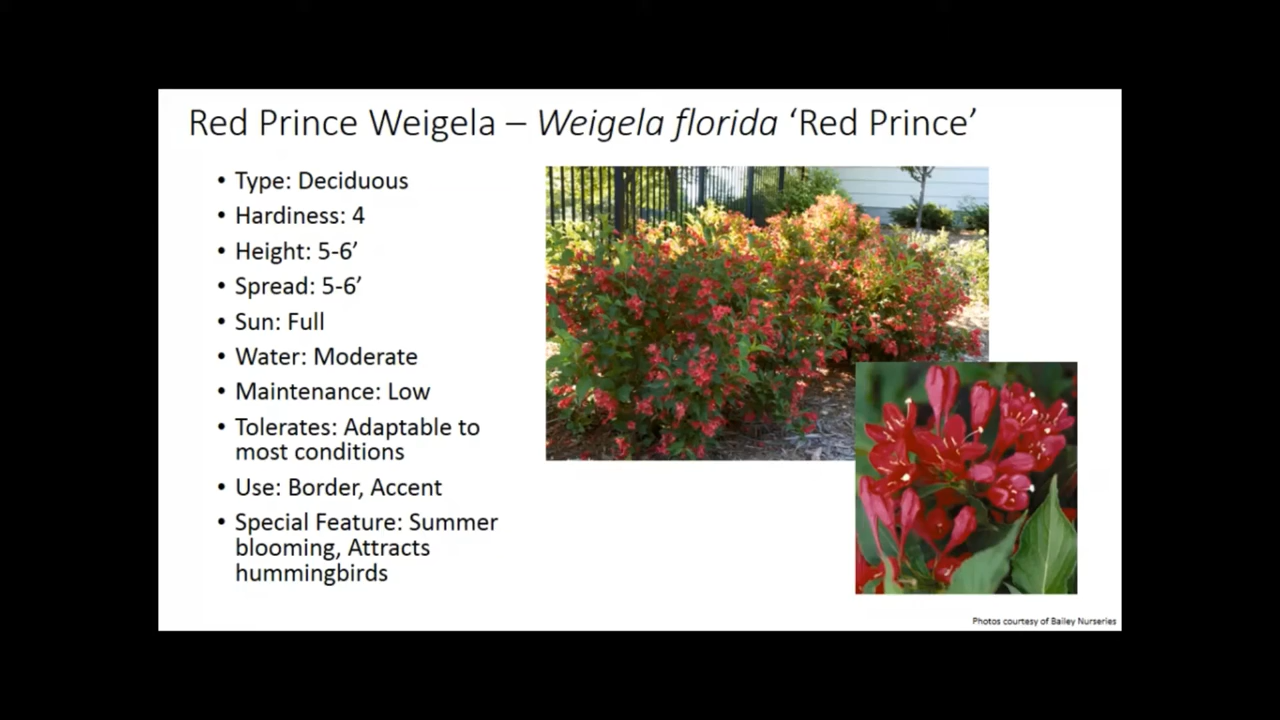 Red Prince Weigela – Weigela florida ‘Red Prince’
• Type: Deciduous
• Hardiness: 4
• Height: 5-6’
• Spread: 5-6’
• Sun: Full
• Water: Moderate
• Maintenance: Low
• Tolerates: Adaptable to
most conditions
• Use: Border, Accent
• Special Feature: Summer
blooming, Attracts
hummingbirds
Photos courtesy of Bailey Nurseries